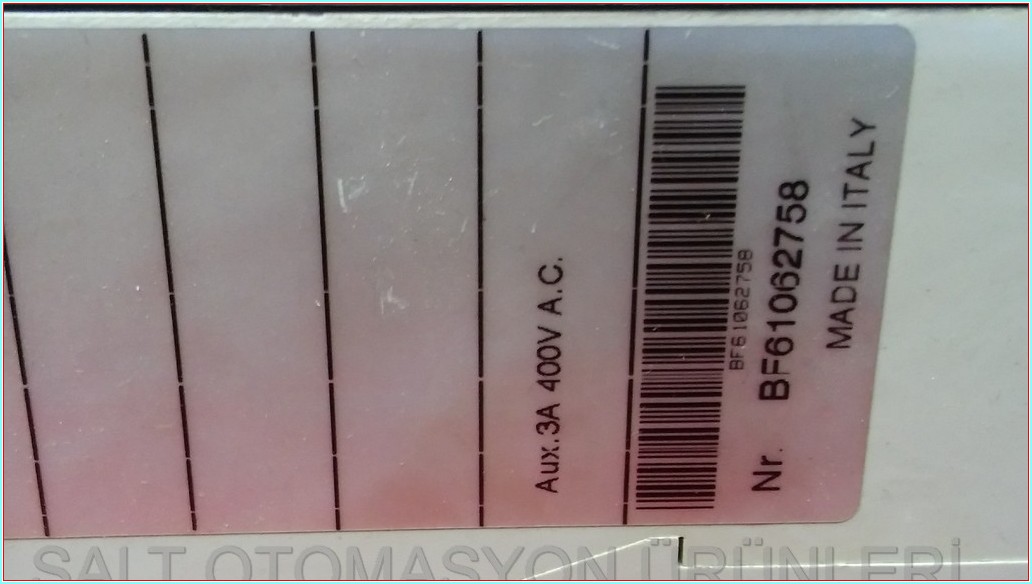 Aux.3A 400V A.C.
BF61062758
Nr. BF61062758
MADE IN ITALY
SALT OTOMASYON ÜRÜNLERİ